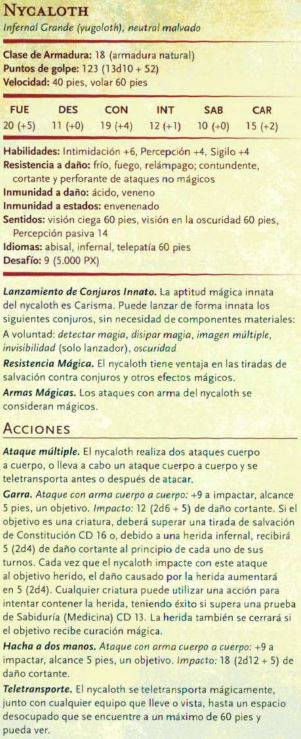 NYCALOTH
Infernal Grande (yugoloth), neutral malvado
Clase de Armadura: 18 (armadura natural)
Puntos de golpe: 123 (13d10 + 52)
Velocidad: 40 pies, volar 60 pies
FUE DES CON INT SAB CAR
20 (+5) 11 (+0) 19 (+4) 12 (+1) 10 (+0) 15 (+2)
Habilidades: Intimidación +6, Percepción +4, Sigilo +4
Resistencia a daño: frío, fuego, relámpago; contundente,
cortante y perforante de ataques no mágicos
Inmunidad a daño: ácido, veneno
Inmunidad a estados: envenenado
Sentidos: visión ciega 60 pies, visión en la oscuridad 60 pies,
Percepción pasiva 14
Idiomas: abisal, infernal, telepatía 60 pies
Desafío: 9 (5.000 PX)
Lanzamiento de Conjuros Innato. La aptitud mágica innata
del nycaloth es Carisma. Puede lanzar de forma innata los
siguientes conjuros, sin necesidad de componentes materiales:
A voluntad: detectar magia, disipar magia, imagen múltiple,
invisibilidad (solo lanzador), oscuridad
Resistencia Mágica. El nycaloth tiene ventaja en las tiradas de
salvación contra conjuros y otros efectos mágicos.
Armas Mágicas. Los ataques con arma del nycaloth se
consideran mágicos.
ACCIONES
Ataque múltiple. El nycaloth realiza dos ataques cuerpo
a cuerpo, o lleva a cabo un ataque cuerpo a cuerpo y se
teletransporta antes o después de atacar.
Garra. Ataque con arma cuerpo a cuerpo: +9 a impactar, alcance
5 pies, un objetivo. Impacto: 12 (2d6 + 5) de daño cortante. Si el
objetivo es una criatura, deberá superar una tirada de salvación
de Constitución CD 16 o, debido a una herida infernal, recibirá
5 (2d4) de daño cortante al principio de cada uno de sus
turnos. Cada vez que el nycaloth impacte con este ataque
al objetivo herido, el daño causado por la herida aumentará
en 5 (2d4). Cualquier criatura puede utilizar una acción para
intentar contener la herida, teniendo éxito si supera una prueba
de Sabiduría (Medicina) CD 13. La herida también se cerrará si
el objetivo recibe curación mágica.
Hacha a dos manos. Ataque con arma cuerpo a cuerpo: +9 a
impactar, alcance 5 pies, un objetivo. Impacto: 18 (2d12 + 5) de
daño cortante.
Teletransporte. El nycaloth se teletransporta mágicamente,
junto con cualquier equipo que lleve o vista, hasta un espacio
desocupado que se encuentre a un máximo de 60 pies y
pueda ver.